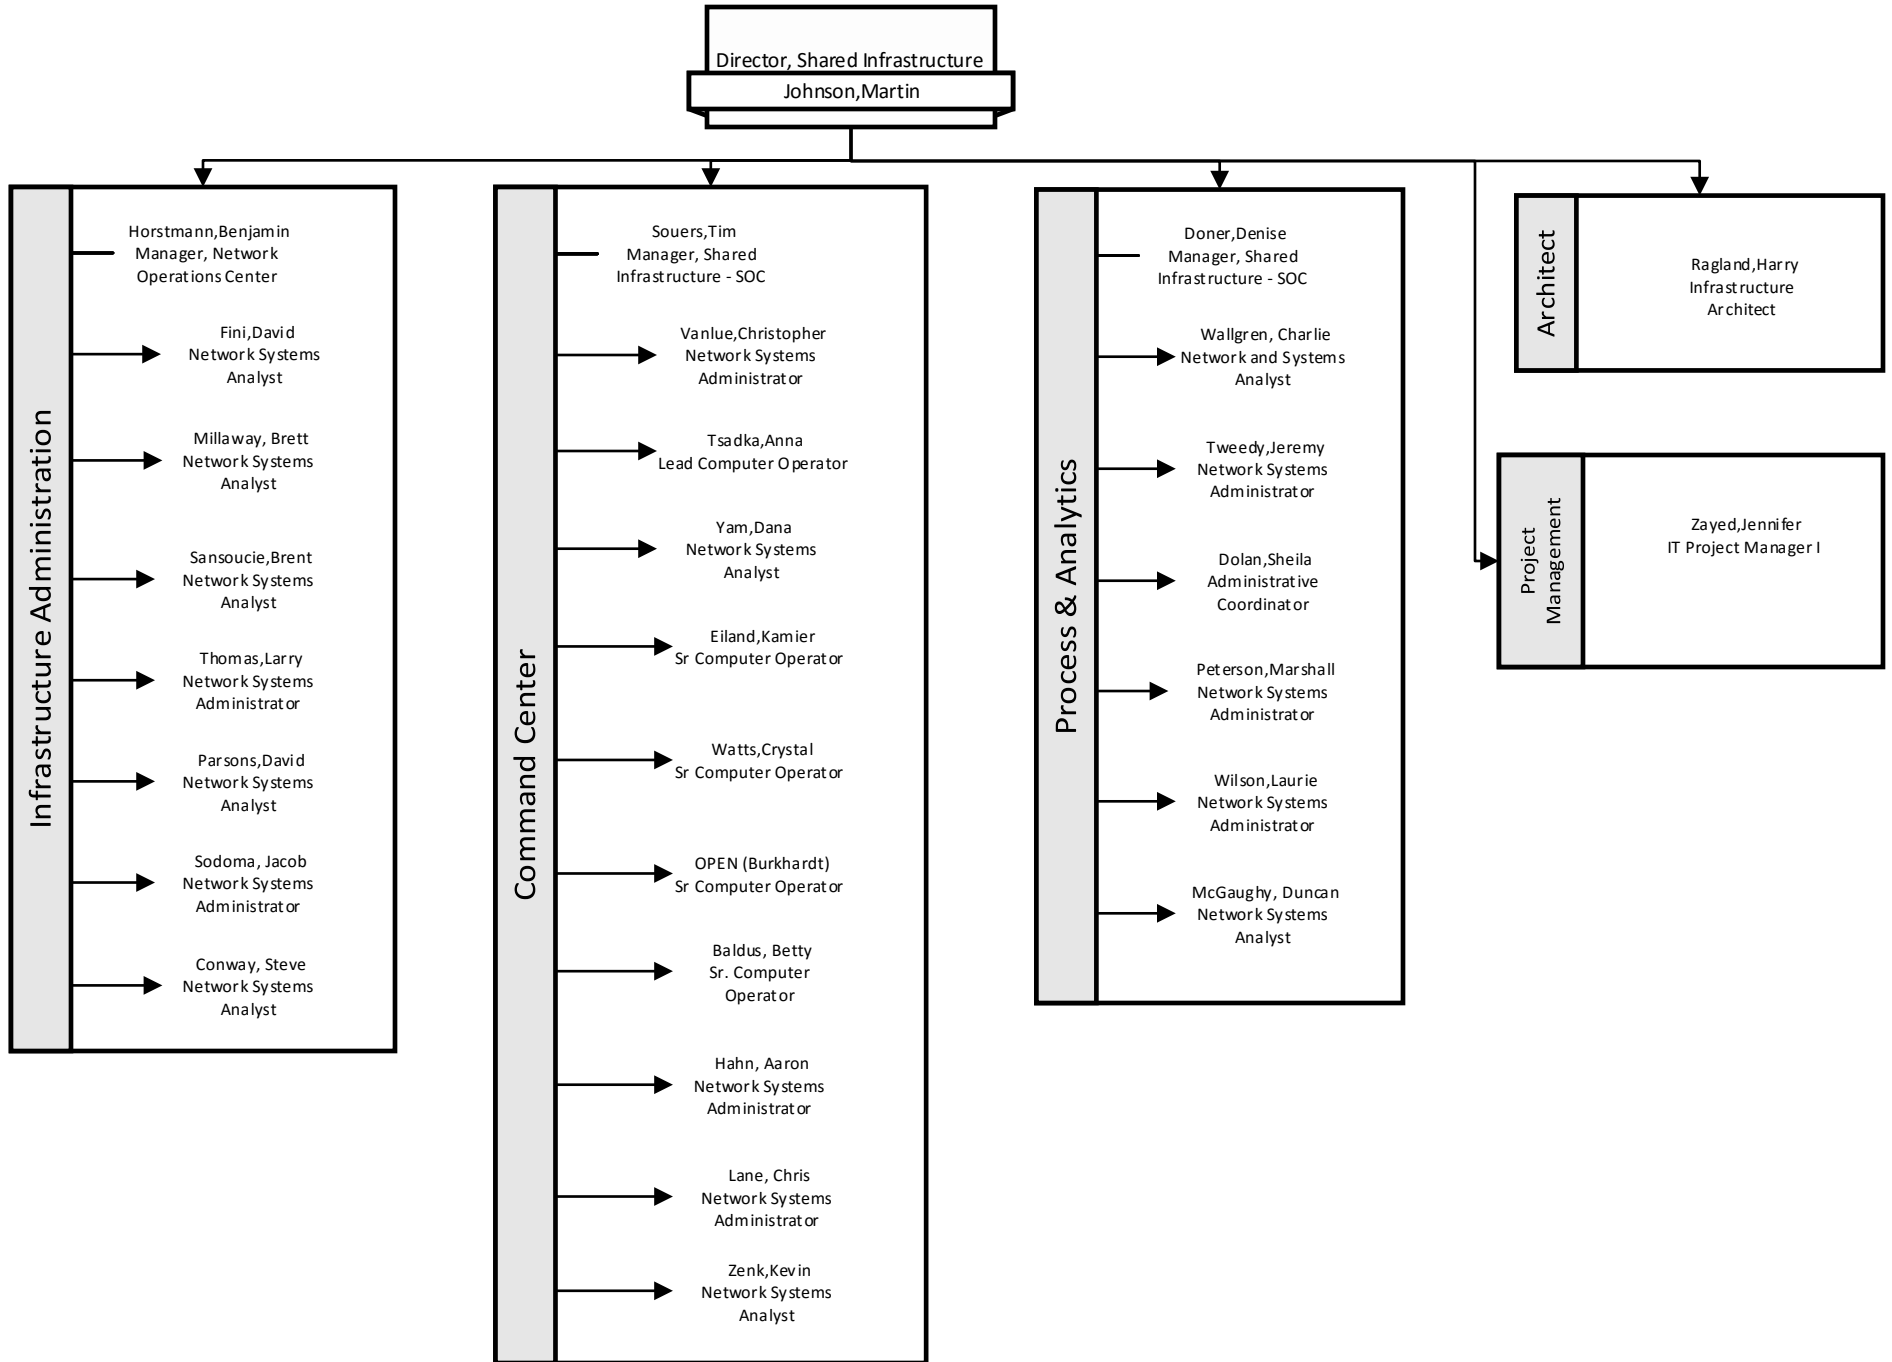 Director, Shared Infrastructure
Johnson,Martin
Infrastructure Administration
Horstmann,Benjamin
Manager, Network
Operations Center
Fini,David
Network Systems
Analyst
Millaway, Brett
Network Systems
Analyst
Sansoucie,Brent
Network Systems
Analyst
Thomas,Larry
Network Systems
Administrator
Parsons,David
Network Systems
Analyst
Sodoma, Jacob
Network Systems
Administrator
Conway, Steve
Network Systems
Analyst
Command Center
Souers,Tim
Manager, Shared
Infrastructure - SOC
Vanlue,Christopher
Network Systems
Administrator
Tsadka,Anna
Lead Computer Operator
Yam,Dana
Network Systems
Analyst
Eiland,Kamier
Sr Computer Operator
Watts,Crystal
Sr Computer Operator
OPEN (Burkhardt)
Sr Computer Operator
Baldus, Betty
Sr. Computer
Operator
Hahn, Aaron
Network Systems
Administrator
Lane, Chris
Network Systems
Administrator
Zenk,Kevin
Network Systems
Analyst
Process & Analytics
Doner,Denise
Manager, Shared
Infrastructure - SOC
Wallgren, Charlie
Network and Systems
Analyst
Tweedy,Jeremy
Network Systems
Administrator
Dolan,Sheila
Administrative
Coordinator
Peterson,Marshall
Network Systems
Administrator
Wilson,Laurie
Network Systems
Administrator
McGaughy, Duncan
Network Systems
Analyst
Architect
Ragland,Harry
Infrastructure
Architect
Project
Management
Zayed,Jennifer
IT Project Manager I